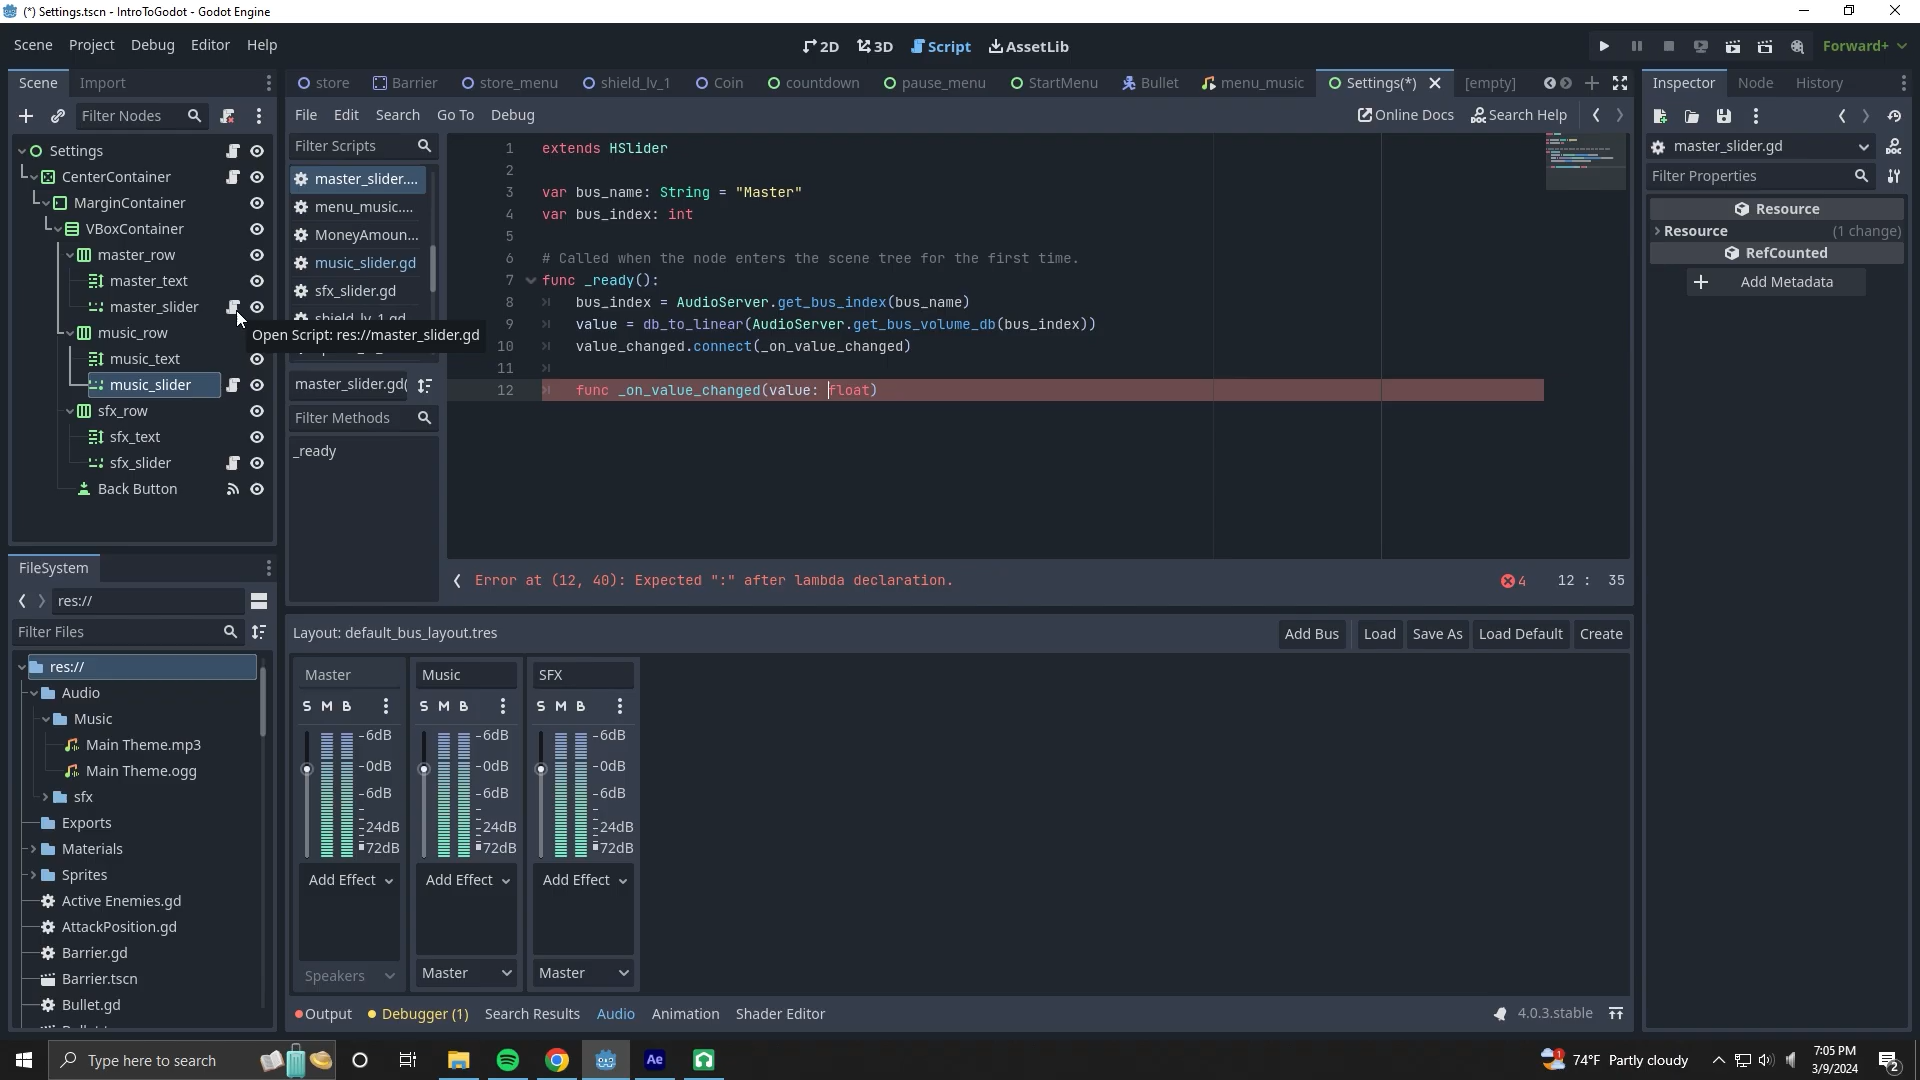 (*) Settings.tscn - IntroToGodot - Godot Engine
Scene Project Debug Editor Help
2D 3D Script AssetLib
Forward+
Scene Import
store Barrier store_menu shield_lv_1 Coin countdown pause_menu StartMenu Bullet menu_music Settings(*) [empty]
Inspector Node History
Filter Nodes
File Edit Search Go To Debug
Online Docs Search Help
master_slider.gd
Filter Properties
Resource
Resource (1 change)
RefCounted
Add Metadata
Settings
CenterContainer
MarginContainer
VBoxContainer
master_row
master_text
master_slider
music_row
music_text
music_slider
sfx_row
sfx_text
sfx_slider
Back Button
Open Script: res://master_slider.gd
Filter Scripts
master_slider....
menu_music....
MoneyAmoun...
music_slider.gd
sfx_slider.gd
master_slider.gd(
Filter Methods
_ready
1 extends HSlider
2
3 var bus_name: String = "Master"
4 var bus_index: int
5
6 # Called when the node enters the scene tree for the first time.
7 func _ready():
8 bus_index = AudioServer.get_bus_index(bus_name)
9 value = db_to_linear(AudioServer.get_bus_volume_db(bus_index))
10 value_changed.connect(_on_value_changed)
11
12 func _on_value_changed(value: float)
Error at (12, 40): Expected ":" after lambda declaration.
4 12 : 35
FileSystem
res://
Filter Files
res://
Audio
Music
Main Theme.mp3
Main Theme.ogg
sfx
Exports
Materials
Sprites
Active Enemies.gd
AttackPosition.gd
Barrier.gd
Barrier.tscn
Bullet.gd
Layout: default_bus_layout.tres
Add Bus Load Save As Load Default Create
Master Music SFX
S M B S M B S M B
-6dB -6dB -6dB
-0dB -0dB -0dB
-6dB -6dB -6dB
-24dB -24dB -24dB
72dB 72dB 72dB
Add Effect Add Effect Add Effect
Speakers Master Master
Output Debugger (1) Search Results Audio Animation Shader Editor
4.0.3.stable
Type here to search
Ae
74°F Partly cloudy
7:05 PM
3/9/2024
2